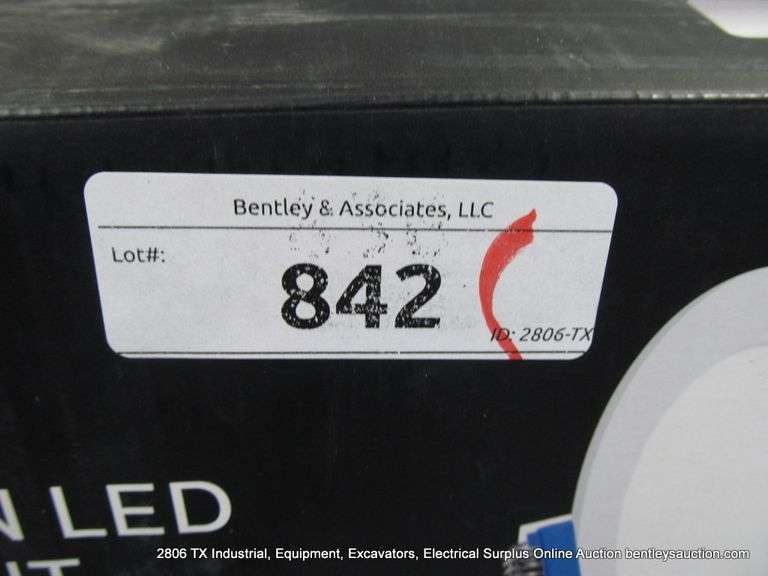 Bentley & Associates, LLC
Lot#:
842
ID: 2806-TX
N LED
IT
2806 TX Industrial, Equipment, Excavators, Electrical Surplus Online Auction bentleysauction.com